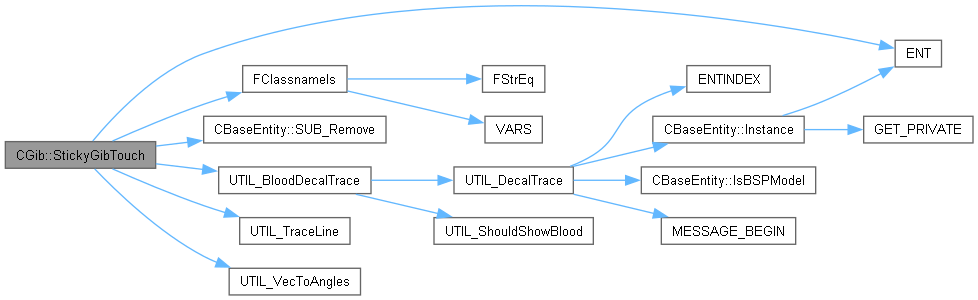 CGib::StickyGibTouch
FClassnameIs
CBaseEntity::SUB_Remove
UTIL_BloodDecalTrace
UTIL_TraceLine
UTIL_VecToAngles
FStrEq
VARS
UTIL_DecalTrace
UTIL_ShouldShowBlood
ENTINDEX
CBaseEntity::Instance
CBaseEntity::IsBSPModel
MESSAGE_BEGIN
ENT
GET_PRIVATE